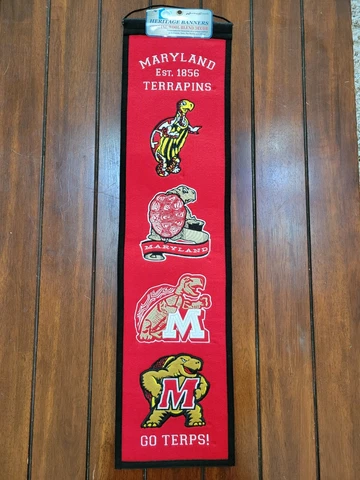 HERITAGE BANNERS
MARYLAND
EST. 1856
TERRAPINS
MARYLAND
M
M
GO TERPS!